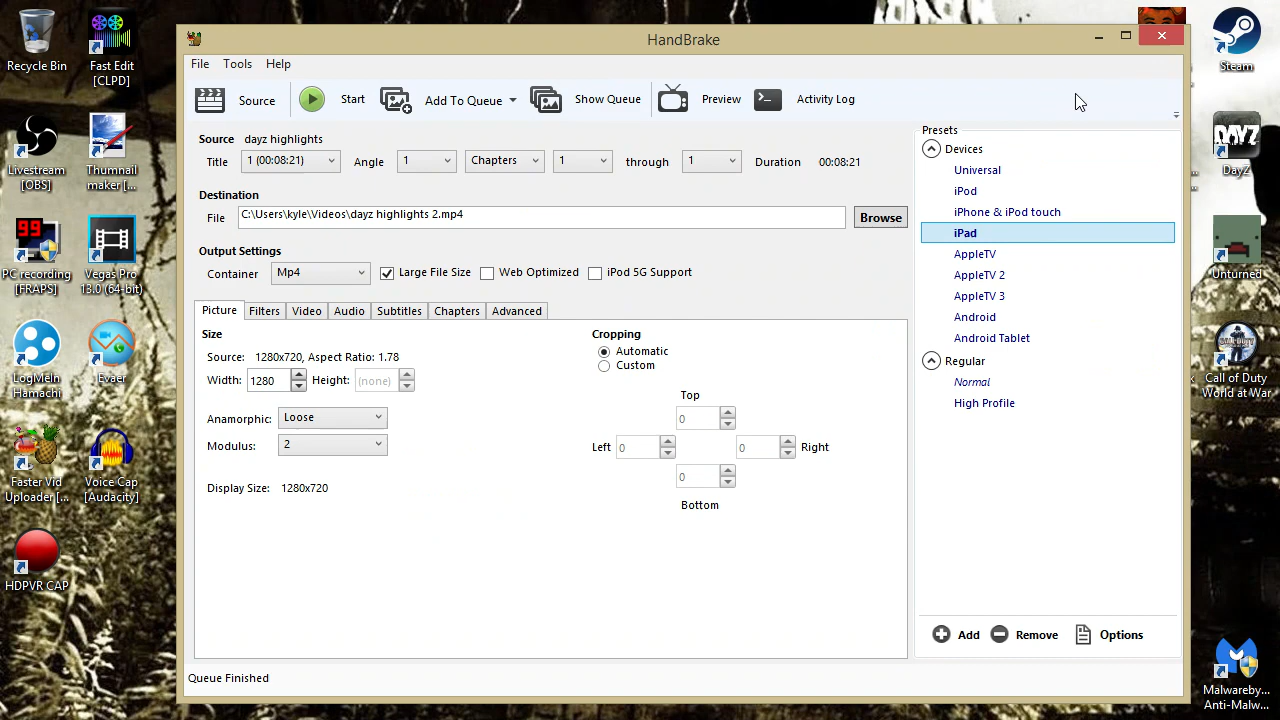 Recycle Bin
Fast Edit
[CLPD]
Livestream
[OBS]
Thumnail
maker [...
99
PC recording
[FRAPS]
Vegas Pro
13.0 (64-bit)
LogMeIn
Hamachi
Evaer
Faster Vid
Uploader [...
Voice Cap
[Audacity]
HDPVR CAP
HandBrake
File Tools Help
Source Start Add To Queue Show Queue Preview Activity Log
Source dayz highlights
Title 1 (00:08:21) Angle 1 Chapters 1 through 1 Duration 00:08:21
Destination
File C:\Users\kyle\Videos\dayz highlights 2.mp4 Browse
Output Settings
Container Mp4 Large File Size Web Optimized iPod 5G Support
Picture Filters Video Audio Subtitles Chapters Advanced
Size
Source: 1280x720, Aspect Ratio: 1.78
Width: 1280 Height: (none)
Anamorphic: Loose
Modulus: 2
Display Size: 1280x720
Cropping
Automatic
Custom
Top
0
Left 0 0 Right
0
Bottom
Presets
Devices
Universal
iPod
iPhone & iPod touch
iPad
AppleTV
AppleTV 2
AppleTV 3
Android
Android Tablet
Regular
Normal
High Profile
Add Remove Options
Queue Finished
Steam
DAYZ
DayZ
Unturned
Call of Duty
World at War
Malwareby...
Anti-Malw...